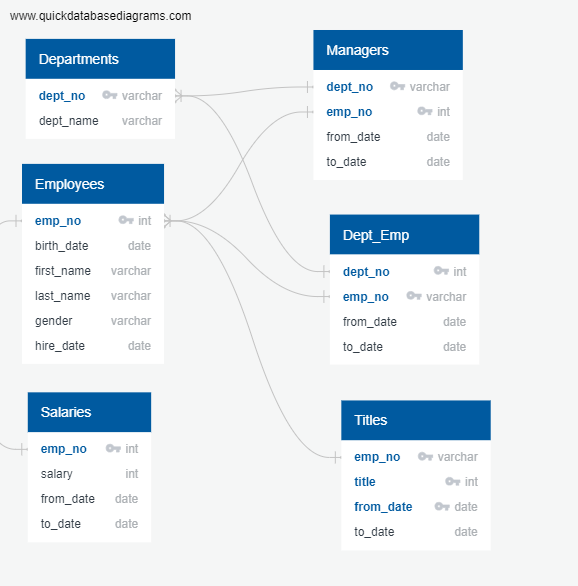 www.quickdatabasediagrams.com
Departments
dept_no varchar
dept_name varchar
Managers
dept_no varchar
emp_no int
from_date date
to_date date
Employees
emp_no int
birth_date date
first_name varchar
last_name varchar
gender varchar
hire_date date
Dept_Emp
dept_no int
emp_no varchar
from_date date
to_date date
Salaries
emp_no int
salary int
from_date date
to_date date
Titles
emp_no varchar
title int
from_date date
to_date date